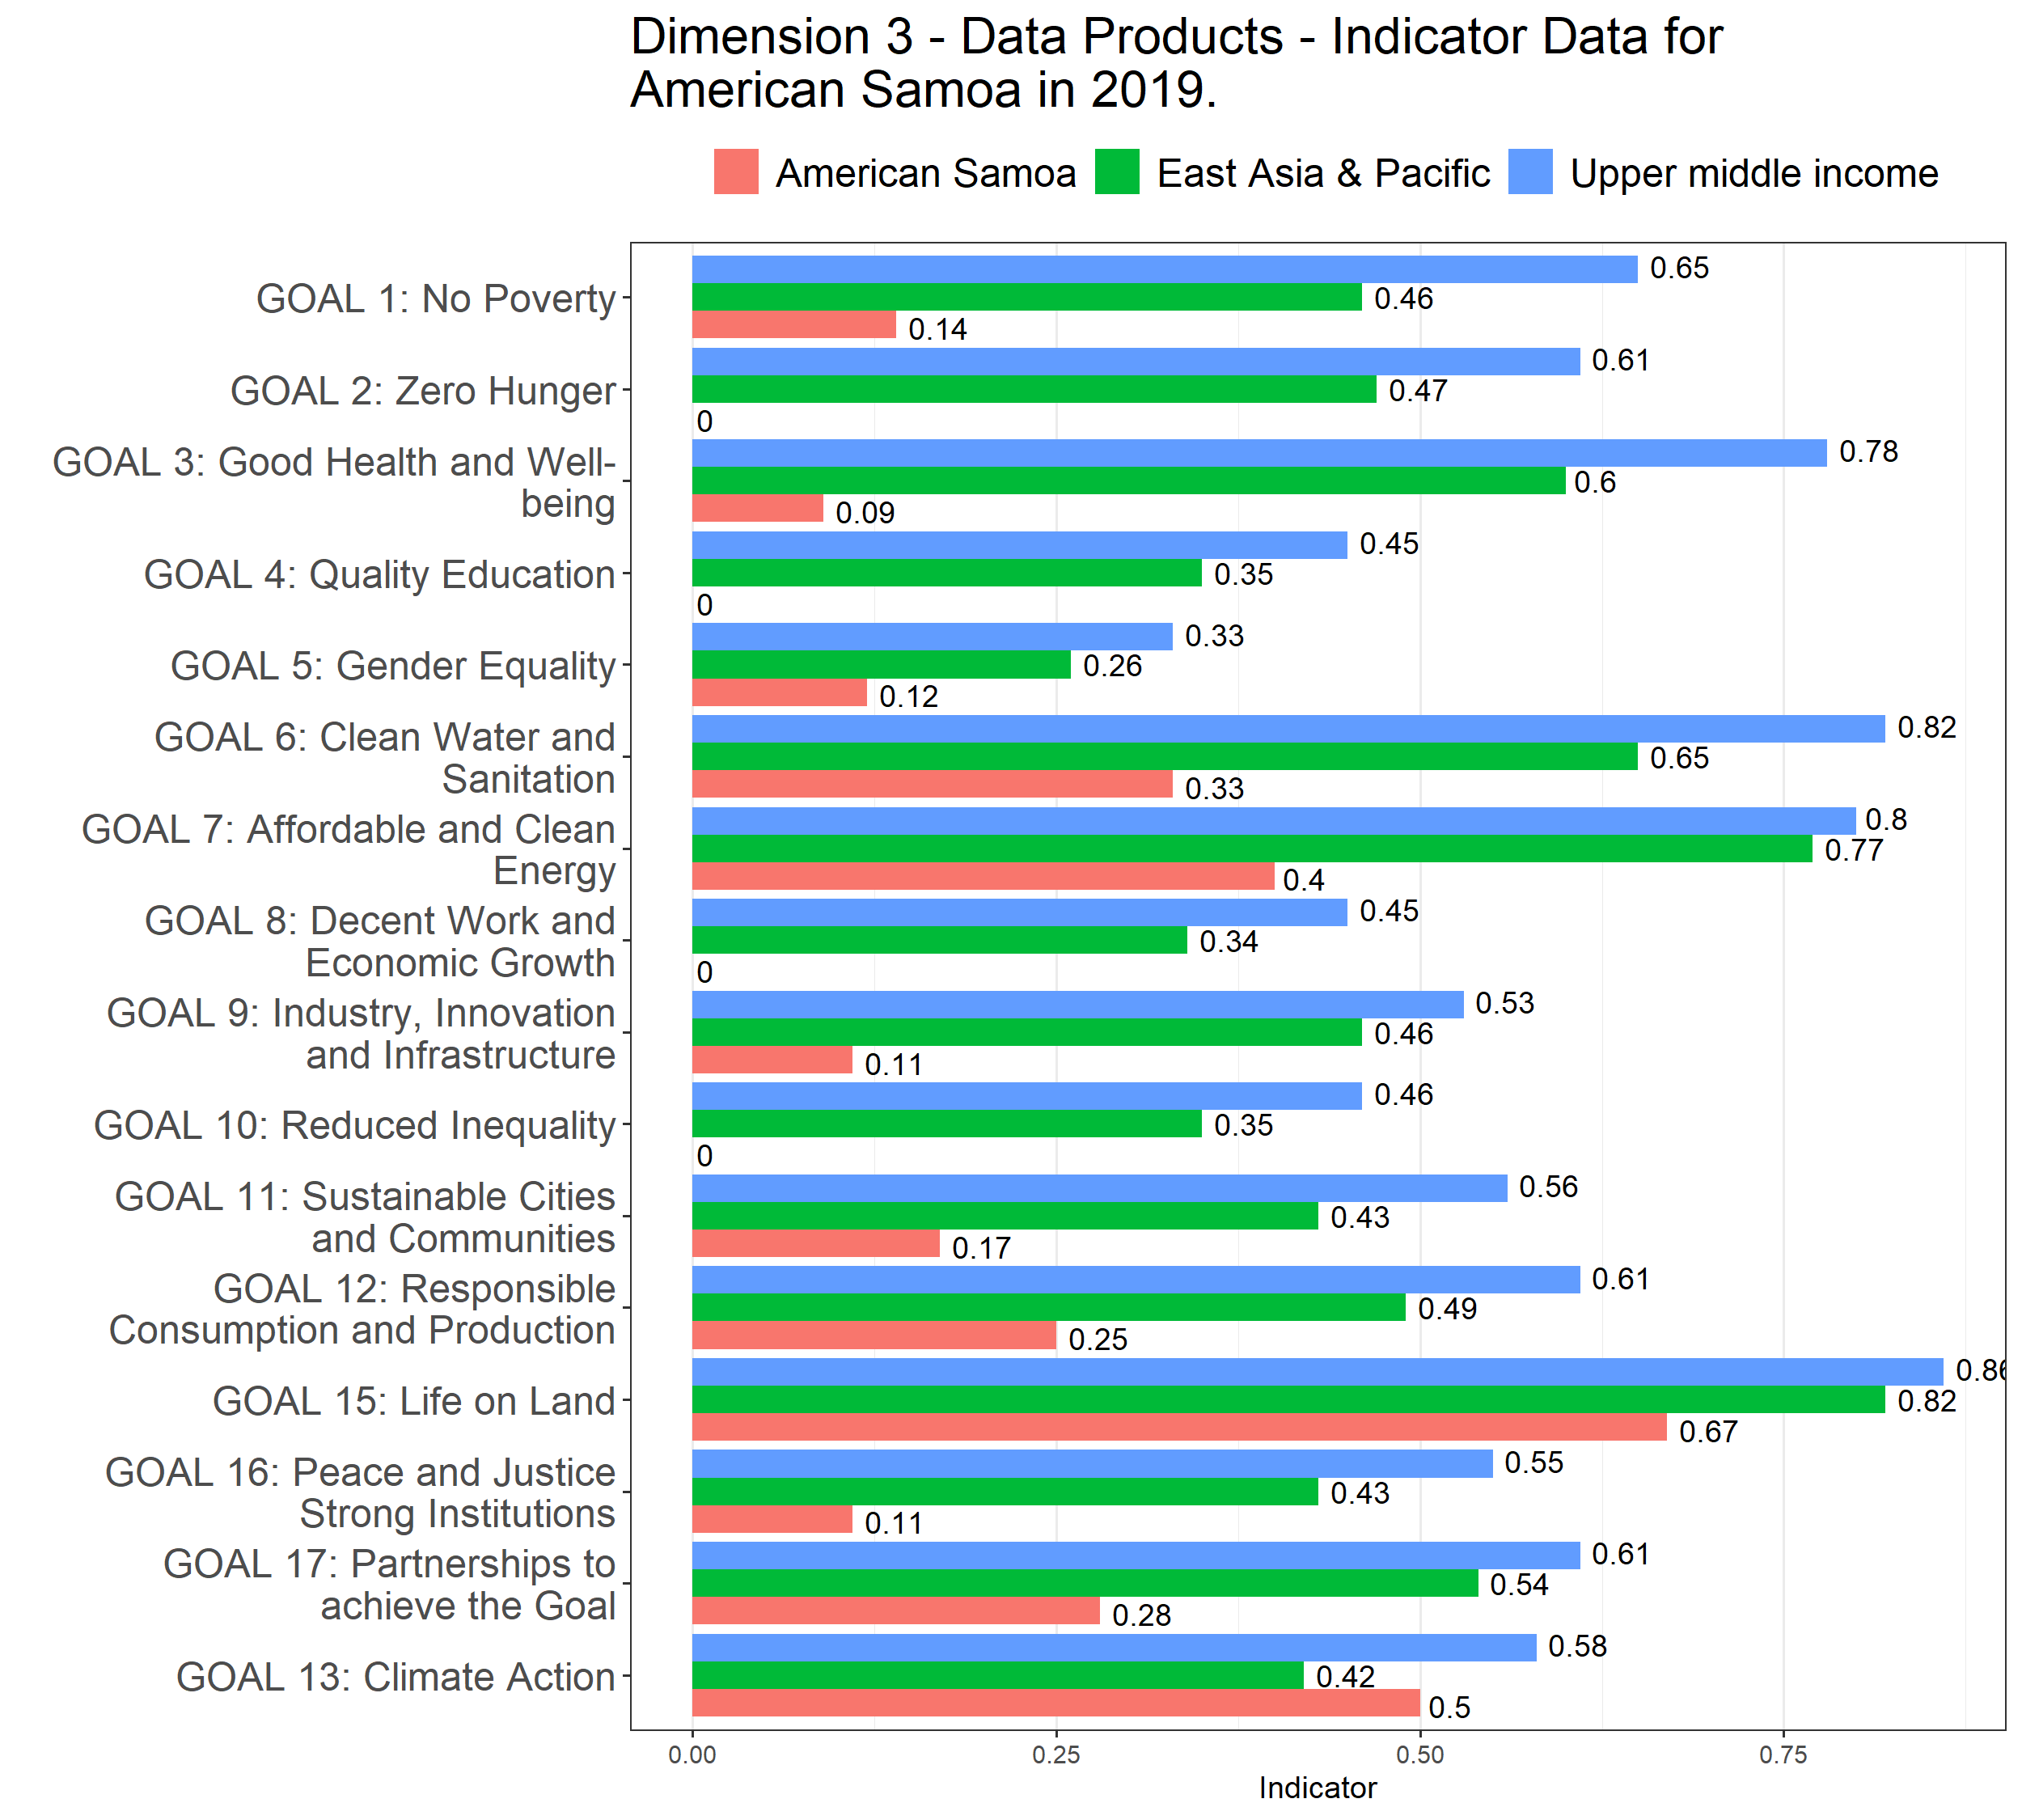 Dimension 3 - Data Products - Indicator Data for
American Samoa in 2019.
American Samoa East Asia & Pacific Upper middle income
GOAL 1: No Poverty
0.65
0.46
0.14
GOAL 2: Zero Hunger
0.61
0.47
0
GOAL 3: Good Health and Well-
being
0.78
0.6
0.09
GOAL 4: Quality Education
0.45
0.35
0
GOAL 5: Gender Equality
0.33
0.26
0.12
GOAL 6: Clean Water and
Sanitation
0.82
0.65
0.33
GOAL 7: Affordable and Clean
Energy
0.8
0.77
0.4
GOAL 8: Decent Work and
Economic Growth
0.45
0.34
0
GOAL 9: Industry, Innovation
and Infrastructure
0.53
0.46
0.11
GOAL 10: Reduced Inequality
0.46
0.35
0
GOAL 11: Sustainable Cities
and Communities
0.56
0.43
0.17
GOAL 12: Responsible
Consumption and Production
0.61
0.49
0.25
GOAL 15: Life on Land
0.86
0.82
0.67
GOAL 16: Peace and Justice
Strong Institutions
0.55
0.43
0.11
GOAL 17: Partnerships to
achieve the Goal
0.61
0.54
0.28
GOAL 13: Climate Action
0.58
0.42
0.5
0.00 0.25 0.50 0.75
Indicator